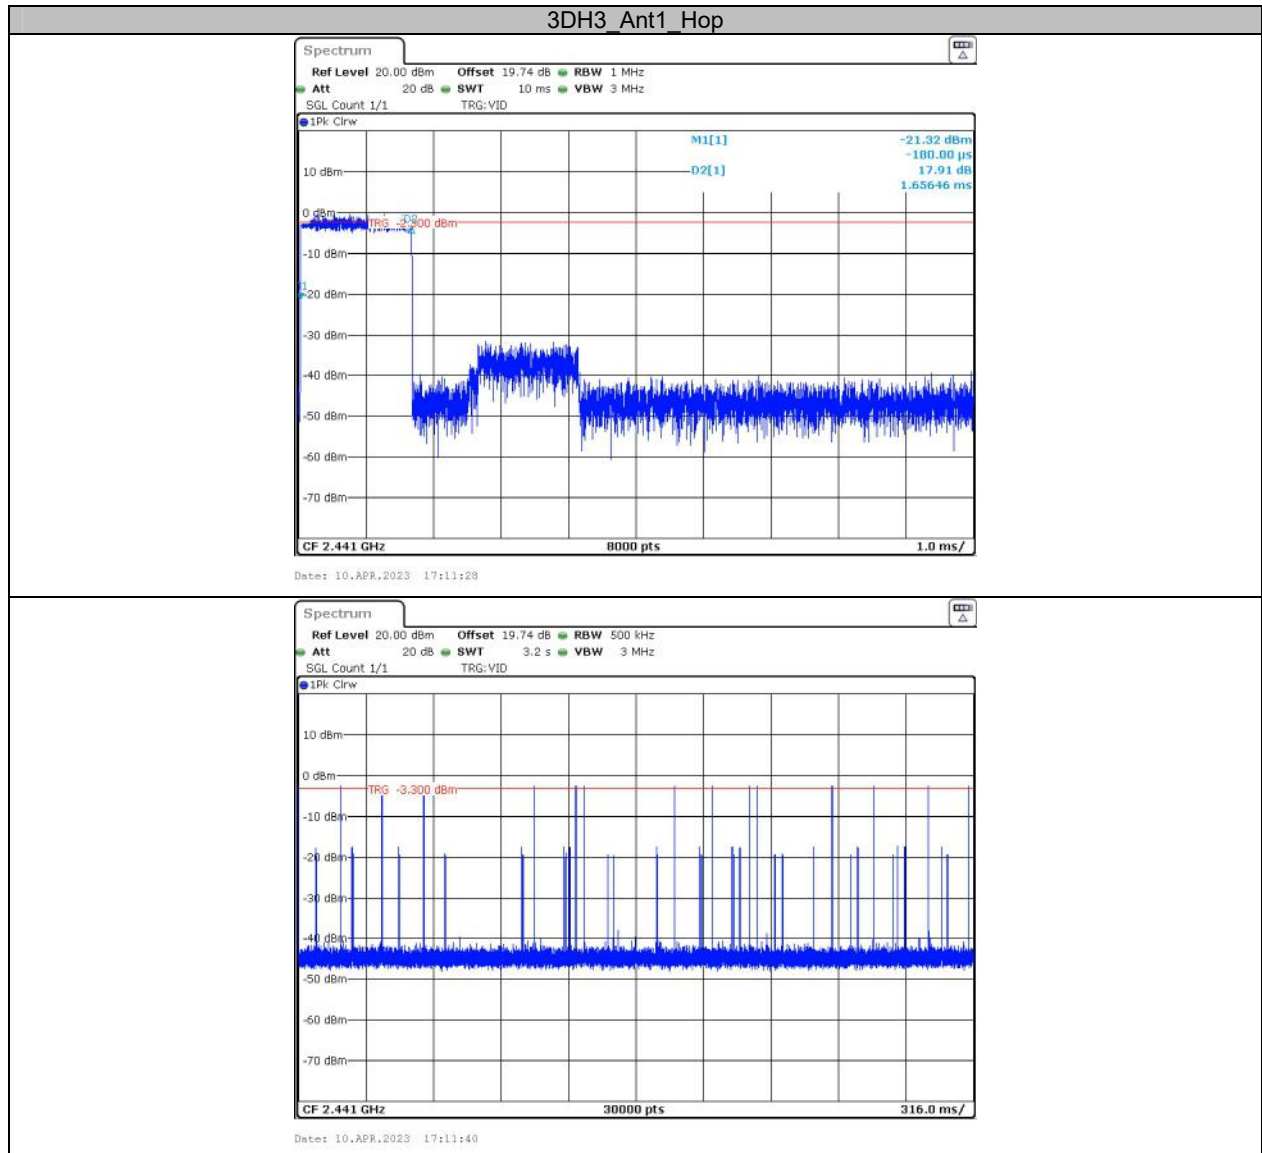 3DH3_Ant1_Hop
Spectrum
Ref Level 20.00 dBm Offset 19.74 dB RBW 1 MHz
Att 20 dB SWT 10 ms VBW 3 MHz
SGL Count 1/1 TRG:VID
1Pk Clrw
M1[1] -21.32 dBm
-180.00 µs
D2[1] 17.91 dB
1.65646 ms
10 dBm
0 dBm
D2
TRG -2.300 dBm
-10 dBm
-20 dBm
-30 dBm
-40 dBm
-50 dBm
-60 dBm
-70 dBm
CF 2.441 GHz 8000 pts 1.0 ms/
Date: 10.APR.2023 17:11:28
Spectrum
Ref Level 20.00 dBm Offset 19.74 dB RBW 500 kHz
Att 20 dB SWT 3.2 s VBW 3 MHz
SGL Count 1/1 TRG:VID
1Pk Clrw
10 dBm
0 dBm
TRG -3.300 dBm
-10 dBm
-20 dBm
-30 dBm
-40 dBm
-50 dBm
-60 dBm
-70 dBm
CF 2.441 GHz 30000 pts 316.0 ms/
Date: 10.APR.2023 17:11:40